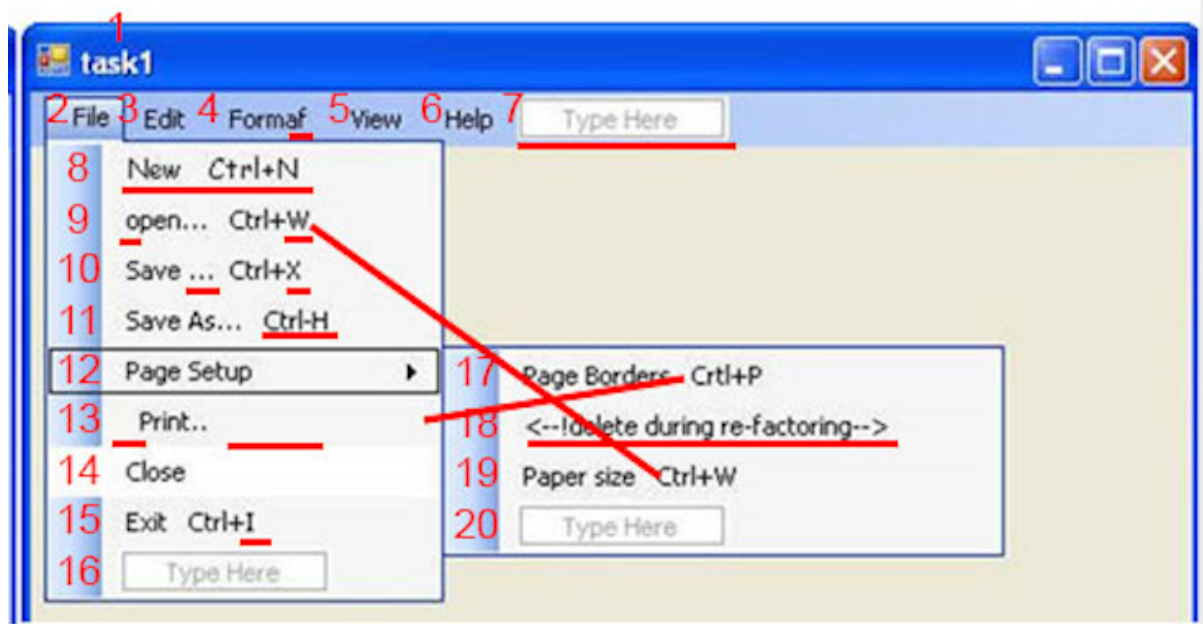 1
task1
2 File 3 Edit 4 Formaf 5 View 6 Help 7 Type Here
8 New Ctrl+N
9 open... Ctrl+W
10 Save ... Ctrl+X
11 Save As... Ctrl-H
12 Page Setup
13 Print..
14 Close
15 Exit Ctrl+I
16 Type Here
17 Page Borders Crtl+P
18 <--!delete during re-factoring-->
19 Paper size Ctrl+W
20 Type Here